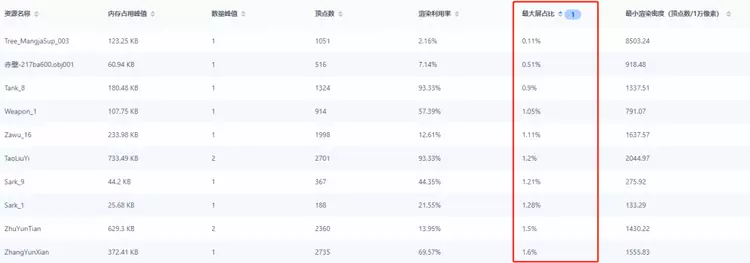 资源名称 内存占用峰值 数量峰值 顶点数 渲染利用率 最大屏占比 1 最小渲染密度（顶点数/1万像素）
Tree_MangjaSup_003 123.25 KB 1 1051 2.16% 0.11% 8503.24
赤壁-217ba600.obj001 60.94 KB 1 516 7.14% 0.51% 918.48
Tank_8 180.48 KB 1 1324 93.33% 0.9% 1337.51
Weapon_1 107.75 KB 1 914 57.39% 1.05% 791.07
Zawu_16 233.98 KB 1 1998 12.61% 1.11% 1637.57
TaoLiuYi 733.49 KB 2 2701 93.33% 1.2% 2044.97
Sark_9 44.2 KB 1 367 44.35% 1.21% 275.92
Sark_1 25.68 KB 1 188 21.55% 1.28% 133.29
ZhuYunTian 629.3 KB 2 2360 13.95% 1.5% 1430.22
ZhangYunXian 372.41 KB 1 2735 69.57% 1.6% 1555.83